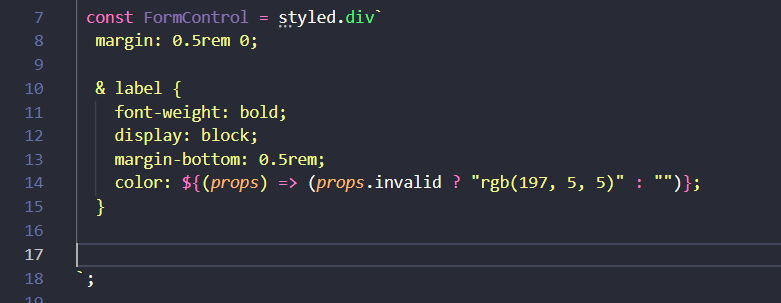 7 const FormControl = styled.div`
8 margin: 0.5rem 0;
9
10 & label {
11 font-weight: bold;
12 display: block;
13 margin-bottom: 0.5rem;
14 color: ${(props) => (props.invalid ? "rgb(197, 5, 5)" : "")};
15 }
16
17
18 `;
19